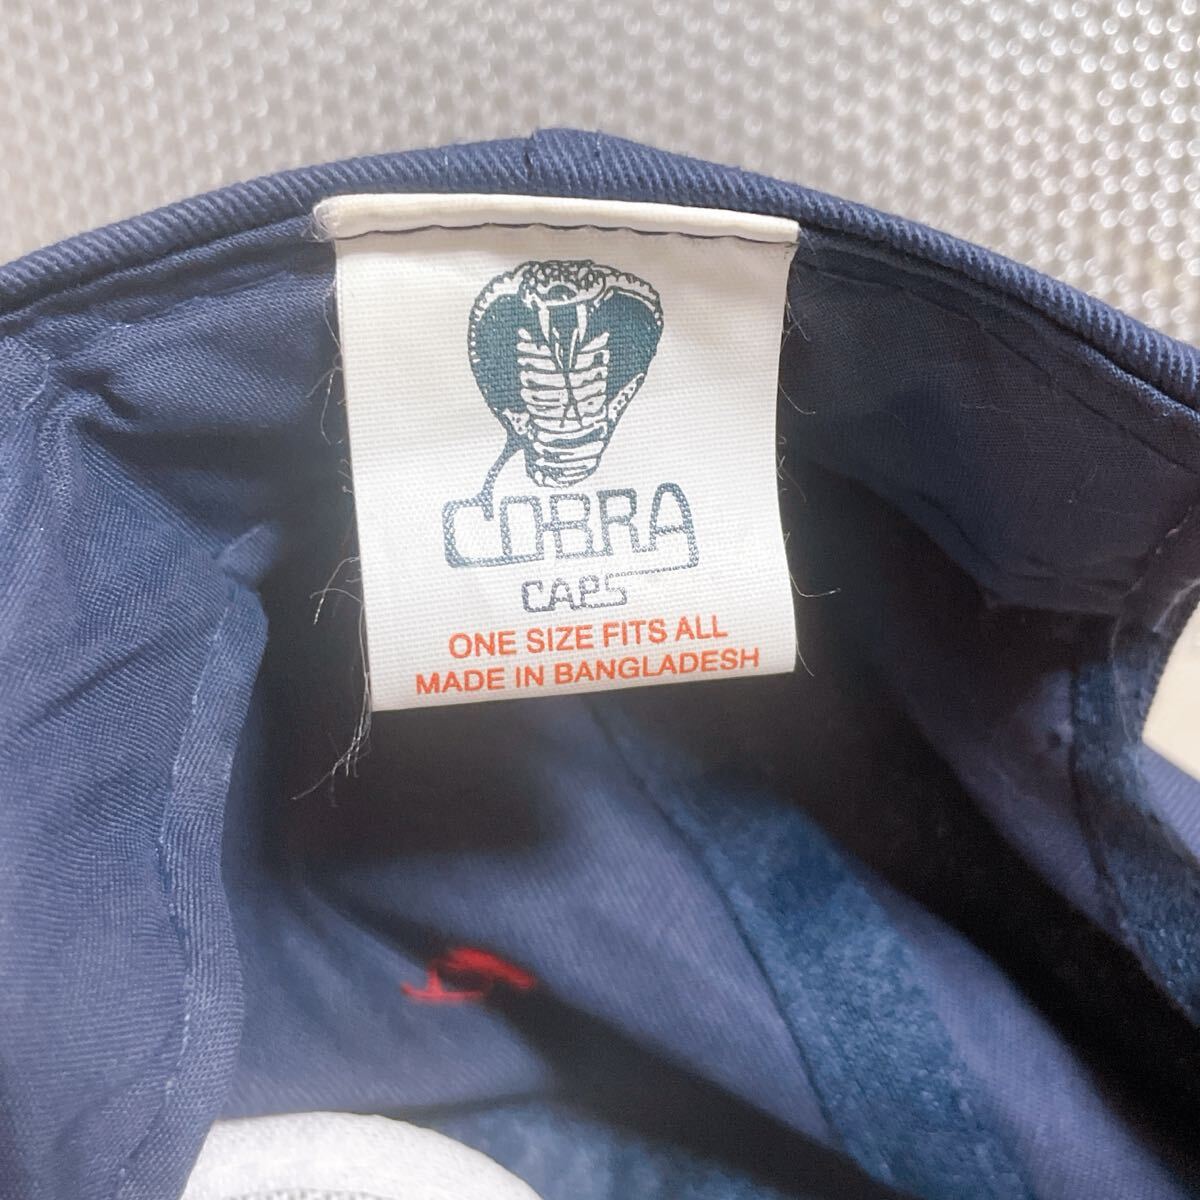 COBRA
CAPS
ONE SIZE FITS ALL
MADE IN BANGLADESH